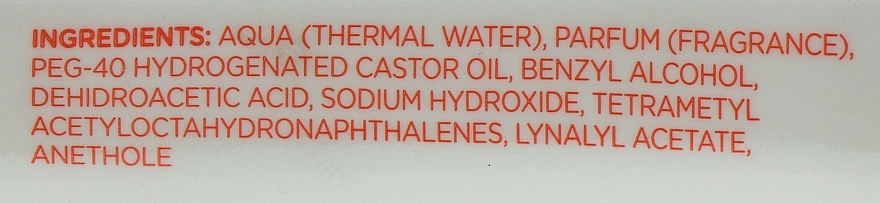 INGREDIENTS: AQUA (THERMAL WATER), PARFUM (FRAGRANCE),
PEG-40 HYDROGENATED CASTOR OIL, BENZYL ALCOHOL,
DEHIDROACETIC ACID, SODIUM HYDROXIDE, TETRAMETYL
ACETYLOCTAHYDRONAPHTHALENES, LYNALYL ACETATE,
ANETHOLE